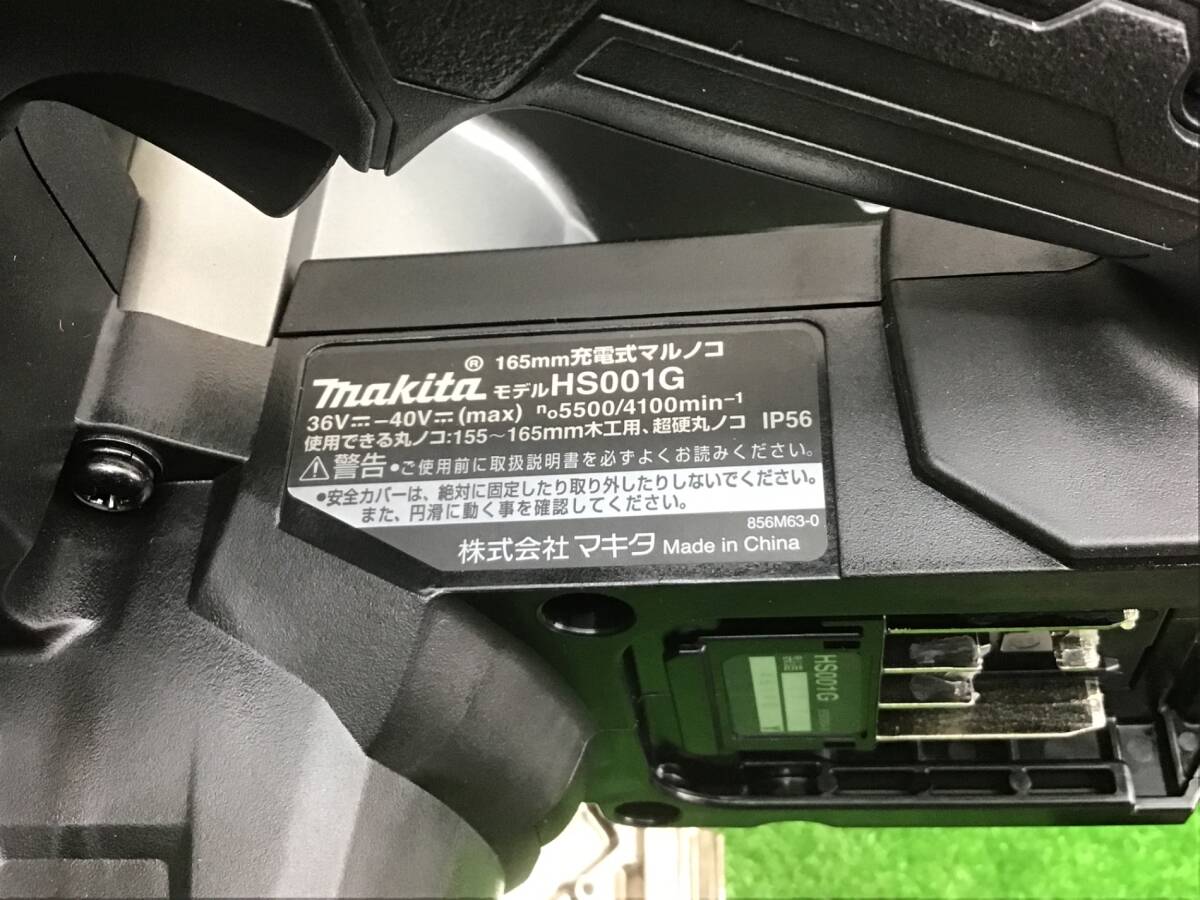 165mm充電式マルノコ
makita® モデルHS001G
36V⎓-40V⎓(max) n₀5500/4100min⁻¹
使用できる丸ノコ:155~165mm木工用、超硬丸ノコ IP56
⚠警告 ●ご使用前に取扱説明書を必ずよくお読みください。
●安全カバーは、絶対に固定したり取り外したりしないでください。
また、円滑に動く事を確認してください。
856M63-0
株式会社マキタ Made in China
HS001G